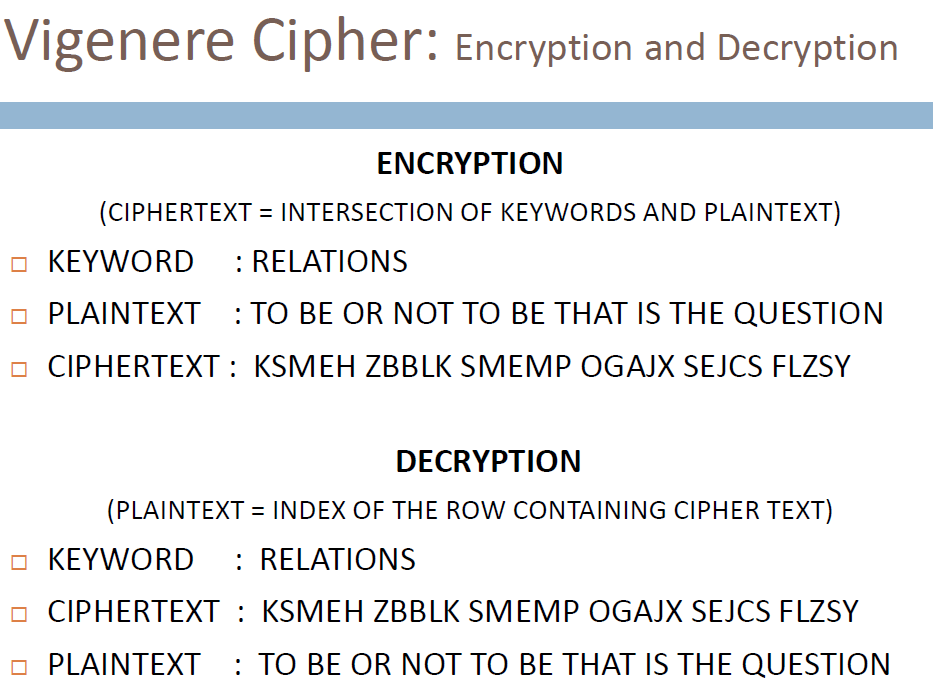 Vigenere Cipher: Encryption and Decryption
ENCRYPTION
(CIPHERTEXT = INTERSECTION OF KEYWORDS AND PLAINTEXT)
KEYWORD : RELATIONS
PLAINTEXT : TO BE OR NOT TO BE THAT IS THE QUESTION
CIPHERTEXT : KSMEH ZBBLK SMEMP OGAJX SEJCS FLZSY
DECRYPTION
(PLAINTEXT = INDEX OF THE ROW CONTAINING CIPHER TEXT)
KEYWORD : RELATIONS
CIPHERTEXT : KSMEH ZBBLK SMEMP OGAJX SEJCS FLZSY
PLAINTEXT : TO BE OR NOT TO BE THAT IS THE QUESTION